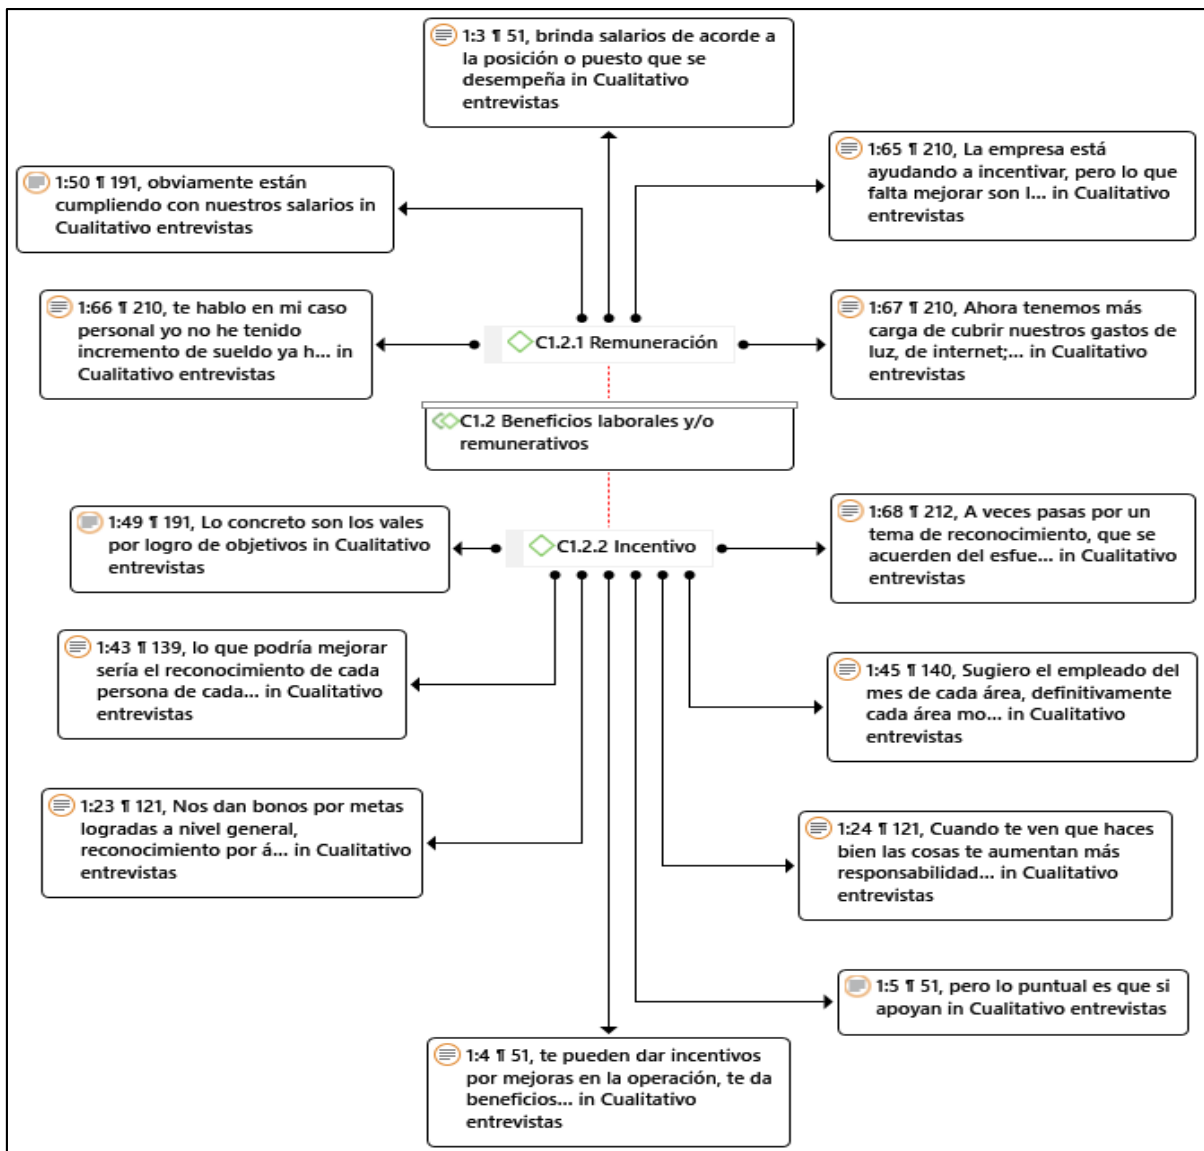 1:3 ¶ 51, brinda salarios de acorde a
la posición o puesto que se
desempeña in Cualitativo
entrevistas
1:65 ¶ 210, La empresa está
ayudando a incentivar, pero lo que
falta mejorar son l... in Cualitativo
entrevistas
1:50 ¶ 191, obviamente están
cumpliendo con nuestros salarios in
Cualitativo entrevistas
1:66 ¶ 210, te hablo en mi caso
personal yo no he tenido
incremento de sueldo ya h... in
Cualitativo entrevistas
C1.2.1 Remuneración
1:67 ¶ 210, Ahora tenemos más
carga de cubrir nuestros gastos de
luz, de internet;... in Cualitativo
entrevistas
C1.2 Beneficios laborales y/o
remunerativos
1:49 ¶ 191, Lo concreto son los vales
por logro de objetivos in Cualitativo
entrevistas
C1.2.2 Incentivo
1:68 ¶ 212, A veces pasas por un
tema de reconocimiento, que se
acuerden del esfue... in Cualitativo
entrevistas
1:43 ¶ 139, lo que podría mejorar
sería el reconocimiento de cada
persona de cada... in Cualitativo
entrevistas
1:45 ¶ 140, Sugiero el empleado del
mes de cada área, definitivamente
cada área mo... in Cualitativo
entrevistas
1:23 ¶ 121, Nos dan bonos por metas
logradas a nivel general,
reconocimiento por á... in Cualitativo
entrevistas
1:24 ¶ 121, Cuando te ven que haces
bien las cosas te aumentan más
responsabilidad... in Cualitativo
entrevistas
1:5 ¶ 51, pero lo puntual es que si
apoyan in Cualitativo entrevistas
1:4 ¶ 51, te pueden dar incentivos
por mejoras en la operación, te da
beneficios... in Cualitativo
entrevistas